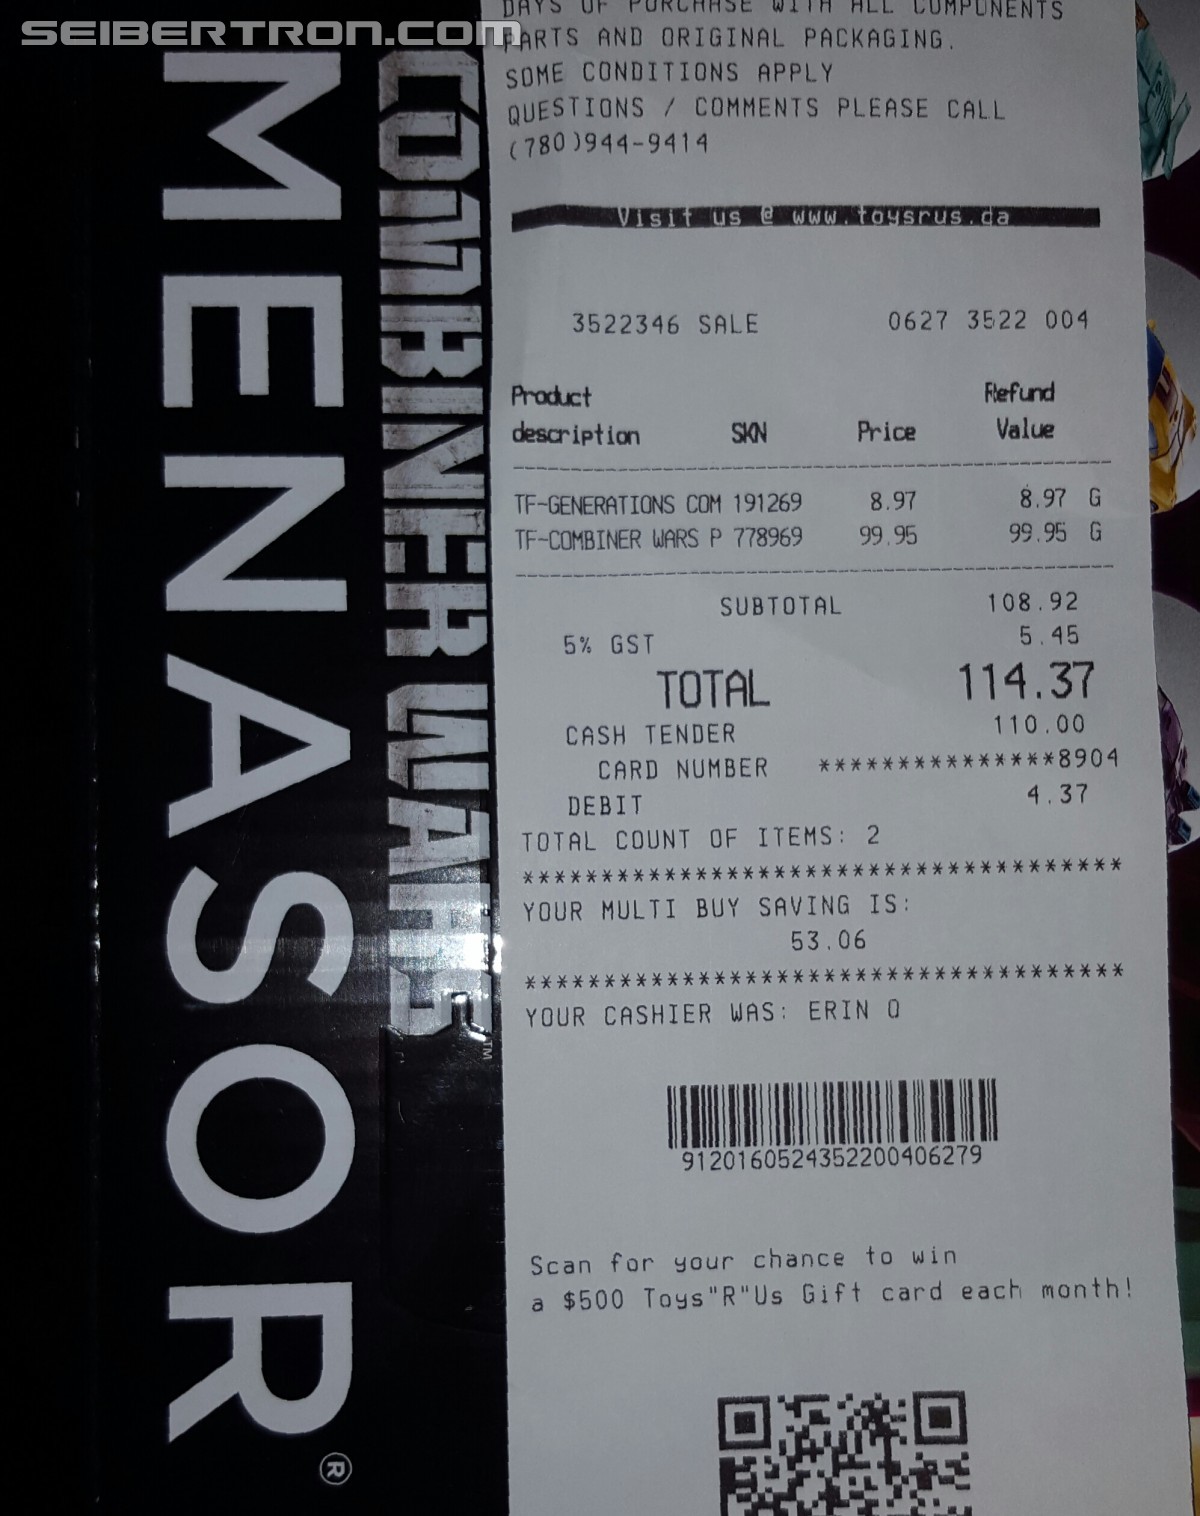 SEIBERTRON.com
MENASOR®
COMBINER WARS™
DAYS OF PURCHASE WITH ALL COMPONENTS
PARTS AND ORIGINAL PACKAGING.
SOME CONDITIONS APPLY
QUESTIONS / COMMENTS PLEASE CALL
(780)944-9414
Visit us @ www.toysrus.ca
3522346 SALE 0627 3522 004
Product Refund
description SKN Price Value
TF-GENERATIONS COM 191269 8.97 8.97 G
TF-COMBINER WARS P 778969 99.95 99.95 G
SUBTOTAL 108.92
5% GST 5.45
TOTAL 114.37
CASH TENDER 110.00
CARD NUMBER ***************8904
DEBIT 4.37
TOTAL COUNT OF ITEMS: 2
**************************************
YOUR MULTI BUY SAVING IS:
53.06
**************************************
YOUR CASHIER WAS: ERIN O
91201605243522004062​79
Scan for your chance to win
a $500 Toys"R"Us Gift card each month!